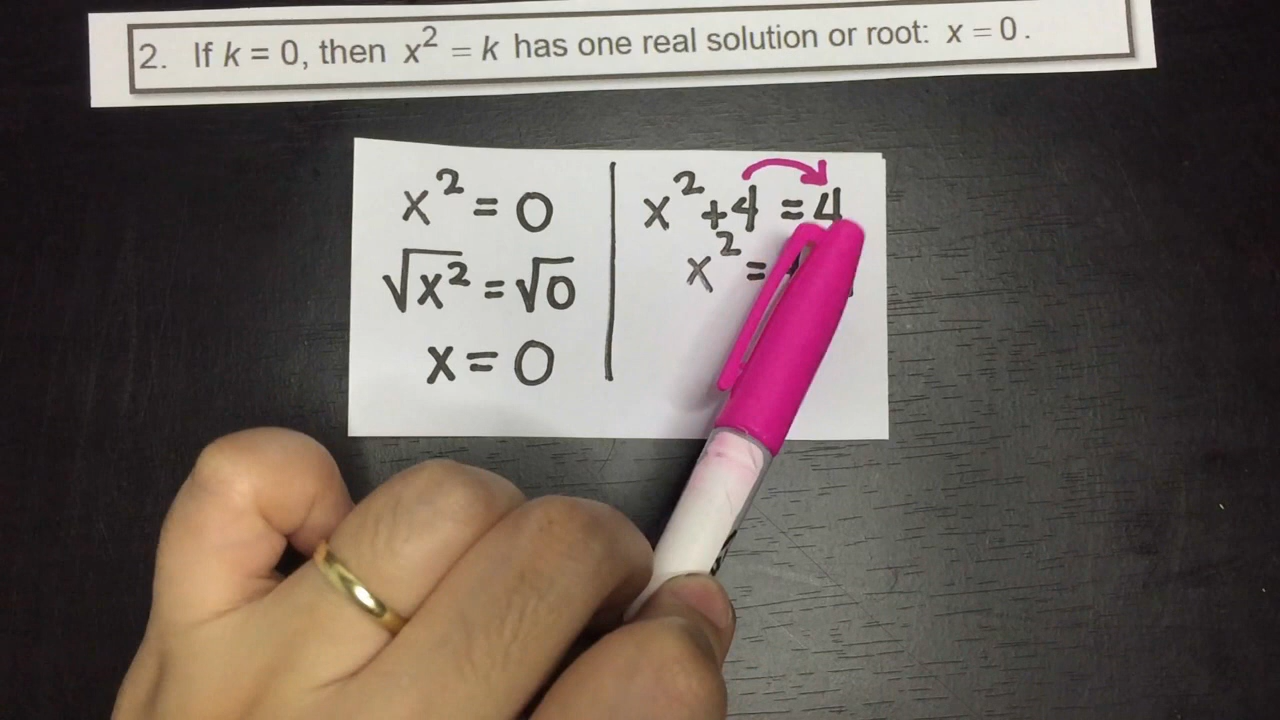 2. If k = 0, then x² = k has one real solution or root: x = 0.
x² = 0
√x² = √0
x = 0
x² + 4 = 4
x² =